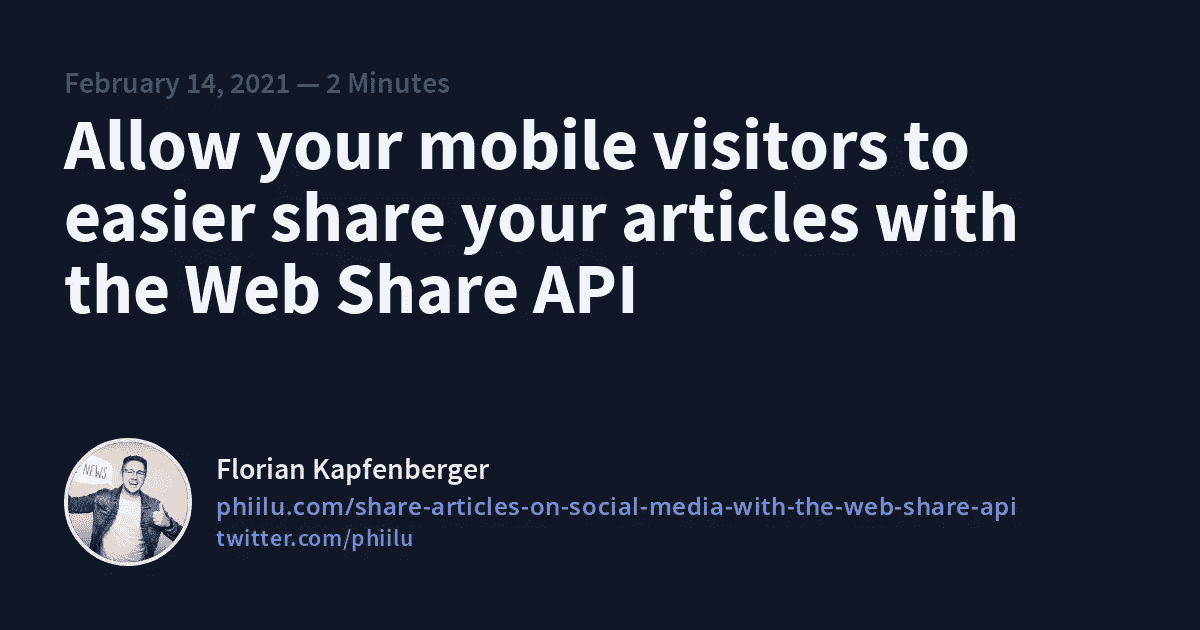 February 14, 2021 — 2 Minutes
Allow your mobile visitors to
easier share your articles with
the Web Share API
NEWS
Florian Kapfenberger
phiilu.com/share-articles-on-social-media-with-the-web-share-api
twitter.com/phiilu